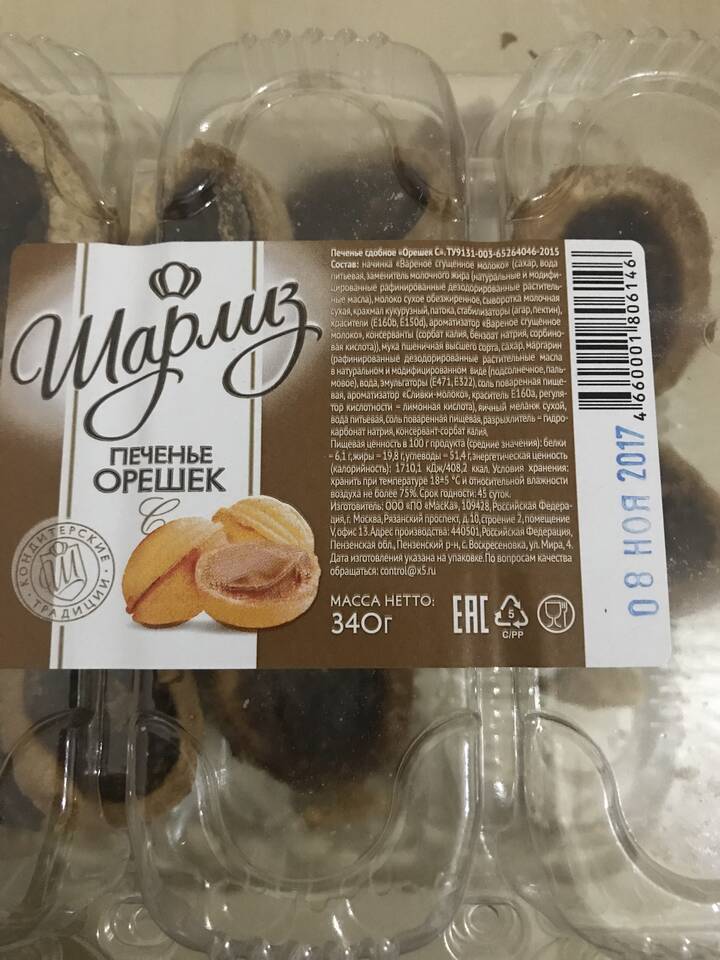 Шарлиз
ПЕЧЕНЬЕ
ОРЕШЕК
С
КОНДИТЕРСКИЕ
Ш
ТРАДИЦИИ
Печенье сдобное «Орешек С». ТУ9131-003-65264046-2015
Состав: начинка «Вареное сгущенное молоко» (сахар, вода
питьевая, заменитель молочного жира (натуральные и модифи-
цированные рафинированные дезодорированные раститель-
ные масла), молоко сухое обезжиренное, сыворотка молочная
сухая, крахмал кукурузный, патока, стабилизаторы (агар, пектин),
красители (Е160b, E150d), ароматизатор «Вареное сгущенное
молоко», консерванты (сорбат калия, бензоат натрия, сорбино-
вая кислота)), мука пшеничная высшего сорта, сахар, маргарин
(рафинированные дезодорированные растительные масла
в натуральном и модифицированном виде (подсолнечное, паль-
мовое), вода, эмульгаторы (Е471, Е322), соль поваренная пище-
вая, ароматизатор «Сливки-молоко», краситель Е160а, регуля-
тор кислотности – лимонная кислота), яичный меланж сухой,
вода питьевая, соль поваренная пищевая, разрыхлитель – гидро-
карбонат натрия, консервант-сорбат калия.
Пищевая ценность в 100 г продукта (средние значения): белки
– 6,1 г, жиры – 19,8 г, углеводы – 51,4 г, энергетическая ценность
(калорийность): 1710,1 кДж/408,2 ккал. Условия хранения:
хранить при температуре 18±5 °С и относительной влажности
воздуха не более 75%. Срок годности: 45 суток.
Изготовитель: ООО «ПО «МасКа», 109428, Российская Федера-
ция, г. Москва, Рязанский проспект, д.10, строение 2, помещение
V, офис 13. Адрес производства: 440501, Российская Федерация,
Пензенская обл., Пензенский р-н, с. Воскресеновка, ул. Мира, 4.
Дата изготовления указана на упаковке. По вопросам качества
обращаться: control@x5.ru
МАССА НЕТТО:
340г
EAC
5
C/PP
4 660001 806146
08 НОЯ 2017